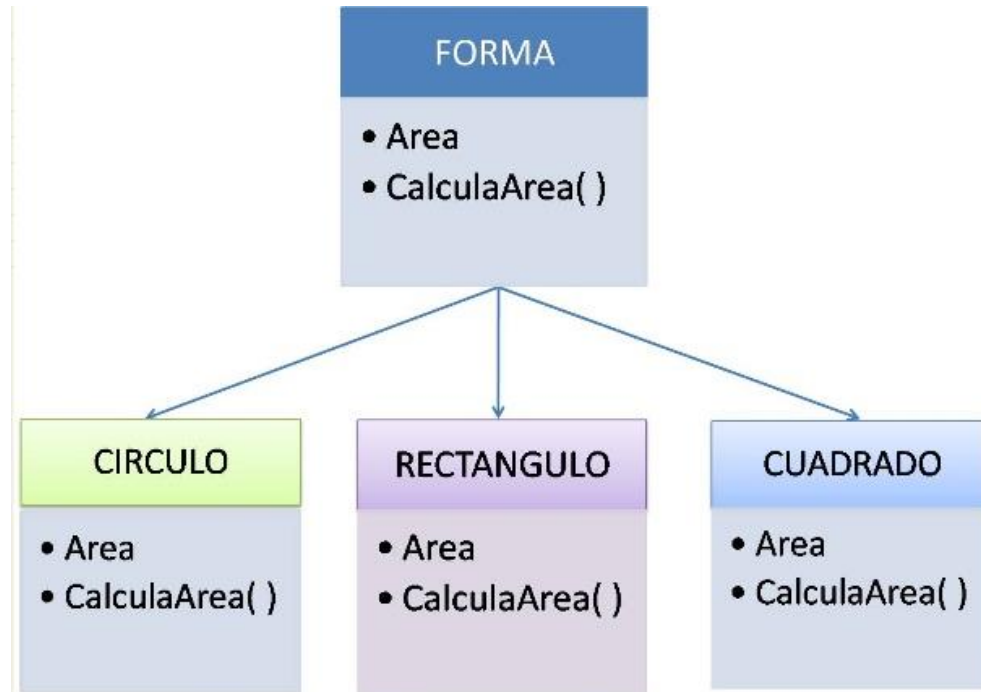 FORMA
• Area
• CalculaArea( )
CIRCULO
• Area
• CalculaArea( )
RECTANGULO
• Area
• CalculaArea( )
CUADRADO
• Area
• CalculaArea( )